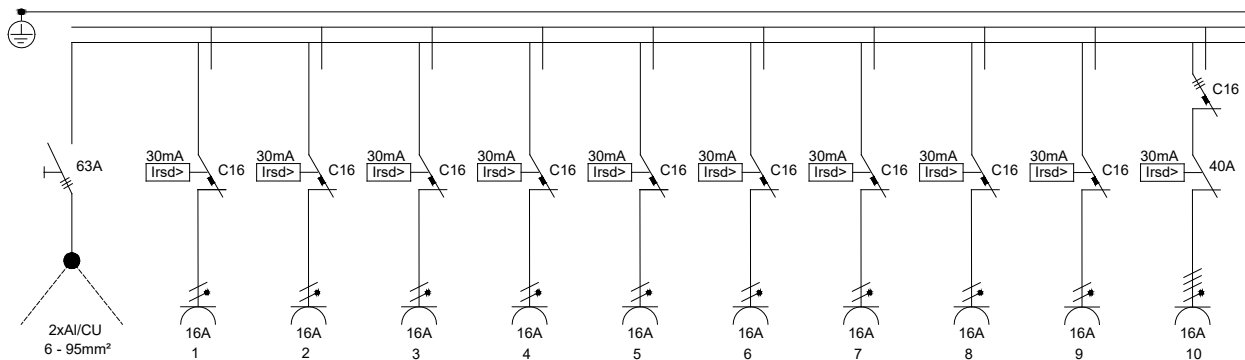 C16
30mA 30mA 30mA 30mA 30mA 30mA 30mA 30mA 30mA 30mA
63A Irsd> C16 Irsd> C16 Irsd> C16 Irsd> C16 Irsd> C16 Irsd> C16 Irsd> C16 Irsd> C16 Irsd> C16 Irsd> 40A
2xAl/CU 16A 16A 16A 16A 16A 16A 16A 16A 16A 16A
6 - 95mm² 1 2 3 4 5 6 7 8 9 10